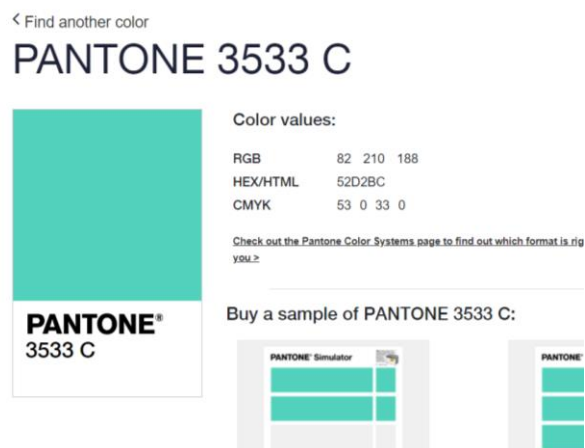 < Find another color
PANTONE 3533 C
Color values:
RGB 82 210 188
HEX/HTML 52D2BC
CMYK 53 0 33 0
Check out the Pantone Color Systems page to find out which format is rig
you >
PANTONE®
3533 C
Buy a sample of PANTONE 3533 C:
PANTONE® Simulator
PANTONE®